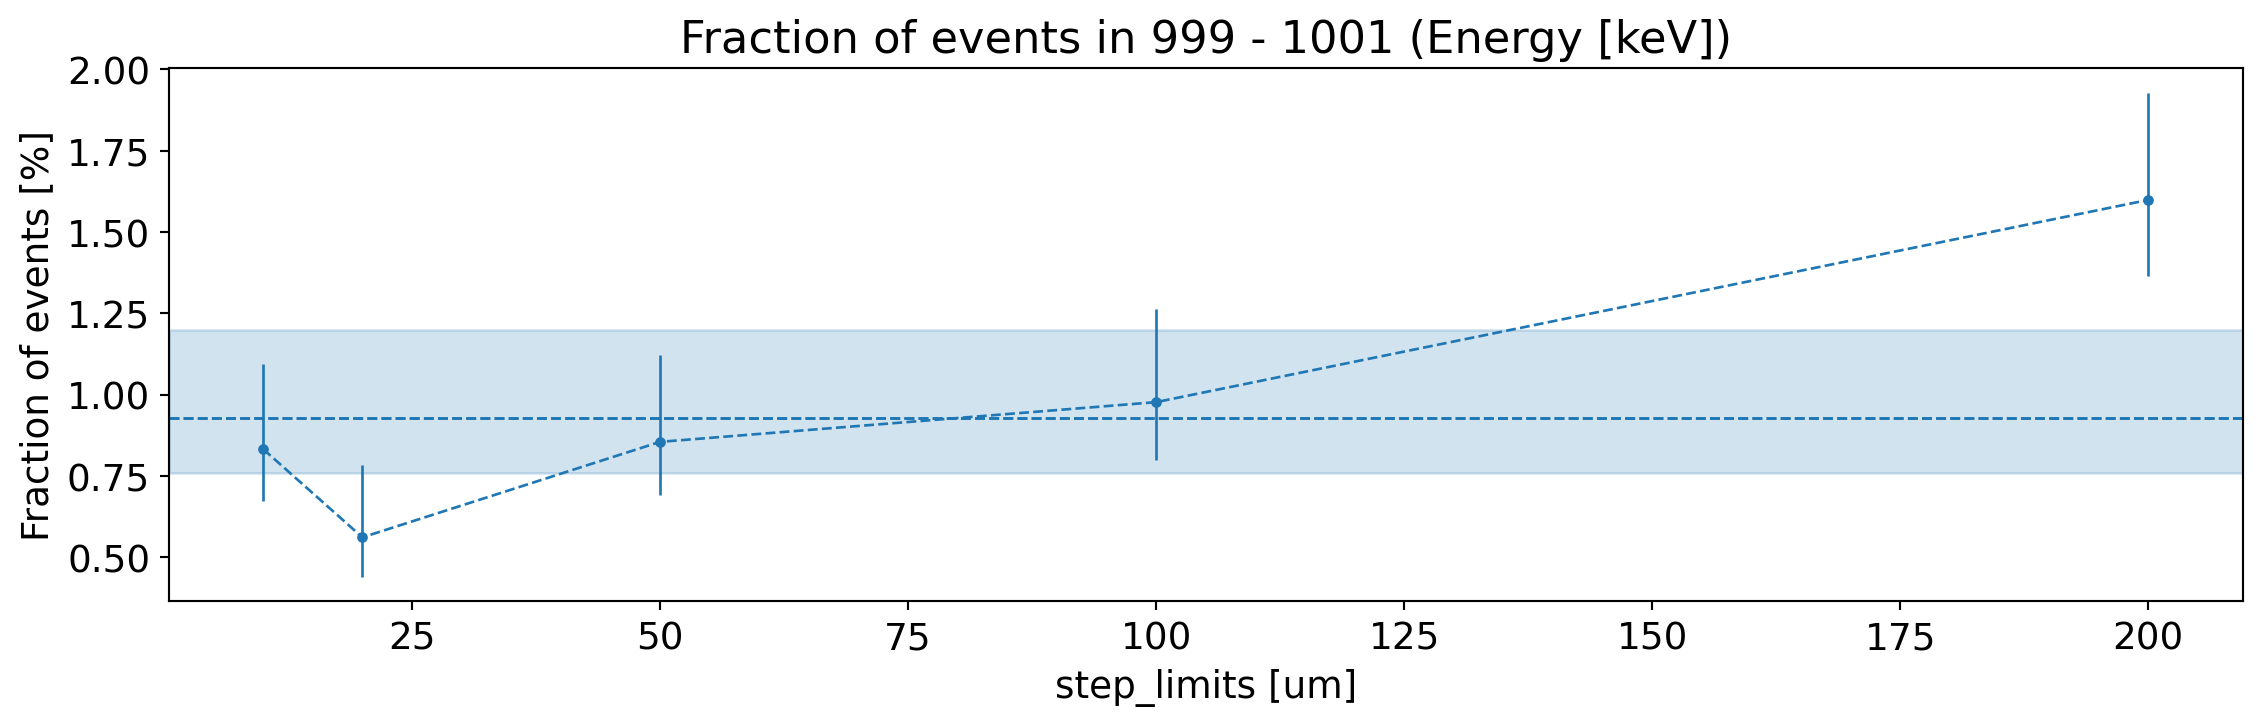 Fraction of events in 999 - 1001 (Energy [keV])
Fraction of events [%]
2.00
1.75
1.50
1.25
1.00
0.75
0.50
25 50 75 100 125 150 175 200
step_limits [um]